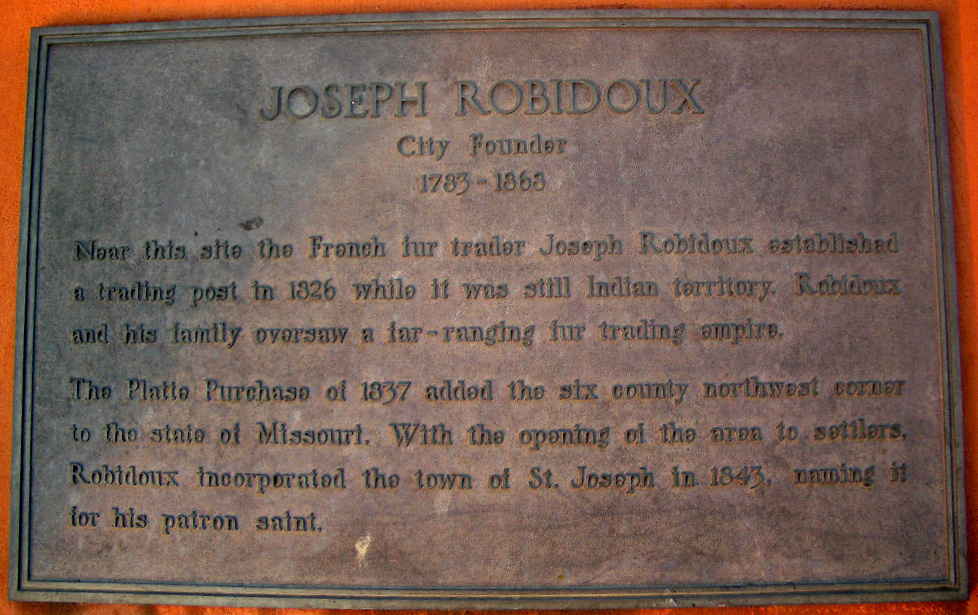 JOSEPH ROBIDOUX
City Founder
1783-1868
Near this site the French fur trader Joseph Robidoux established
a trading post in 1826 while it was still Indian territory. Robidoux
and his family oversaw a far-ranging fur trading empire.
The Platte Purchase of 1837 added the six county northwest corner
to the state of Missouri. With the opening of the area to settlers,
Robidoux incorporated the town of St. Joseph in 1843, naming it
for his patron saint.